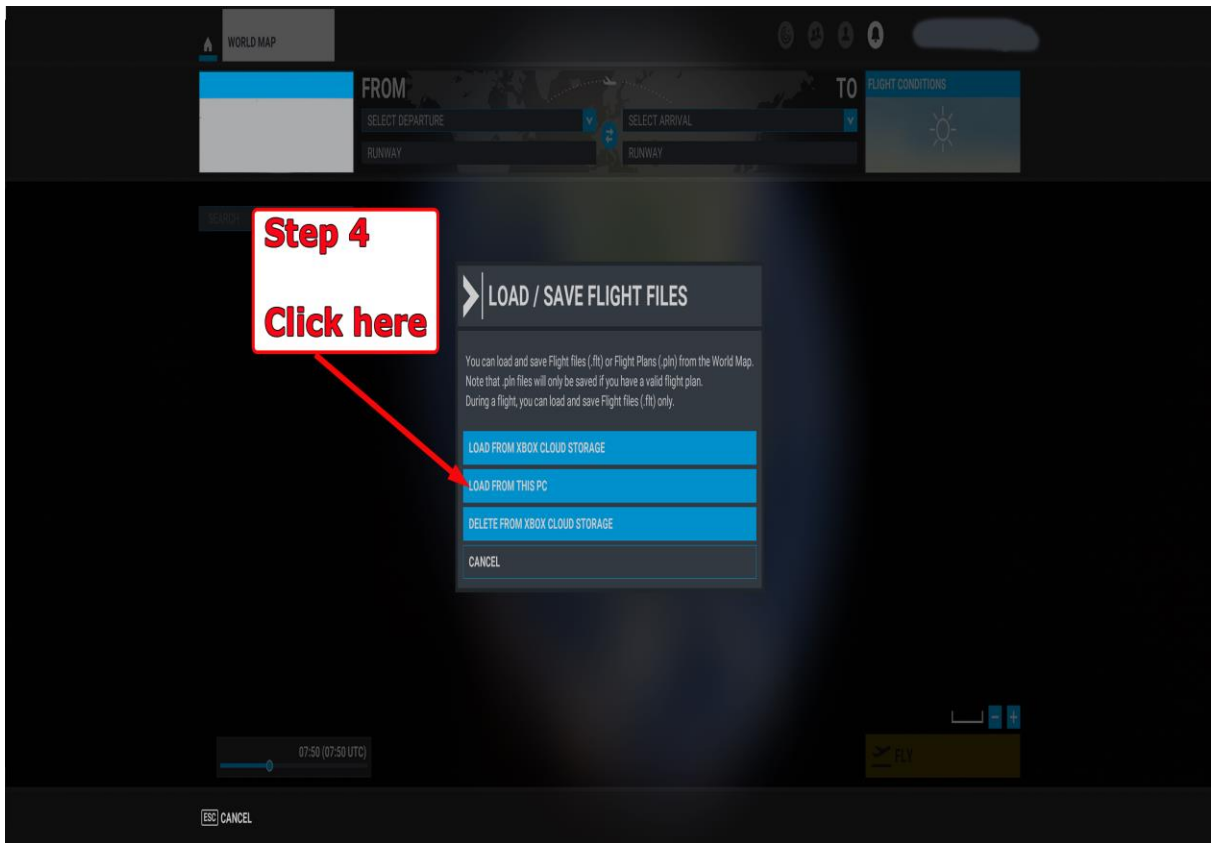 WORLD MAP
FROM
TO
FLIGHT CONDITIONS
SELECT DEPARTURE
SELECT ARRIVAL
RUNWAY
RUNWAY
SEARCH
Step 4
Click here
LOAD / SAVE FLIGHT FILES
You can load and save Flight files (.flt) or Flight Plans (.pln) from the World Map.
Note that .pln files will only be saved if you have a valid flight plan.
During a flight, you can load and save Flight files (.flt) only.
LOAD FROM XBOX CLOUD STORAGE
LOAD FROM THIS PC
DELETE FROM XBOX CLOUD STORAGE
CANCEL
07:50 (07:50 UTC)
FLY
ESC CANCEL